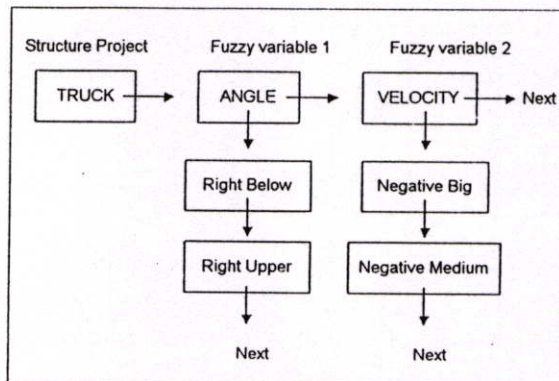 Structure Project Fuzzy variable 1 Fuzzy variable 2
TRUCK ANGLE VELOCITY Next
Right Below Negative Big
Right Upper Negative Medium
Next Next